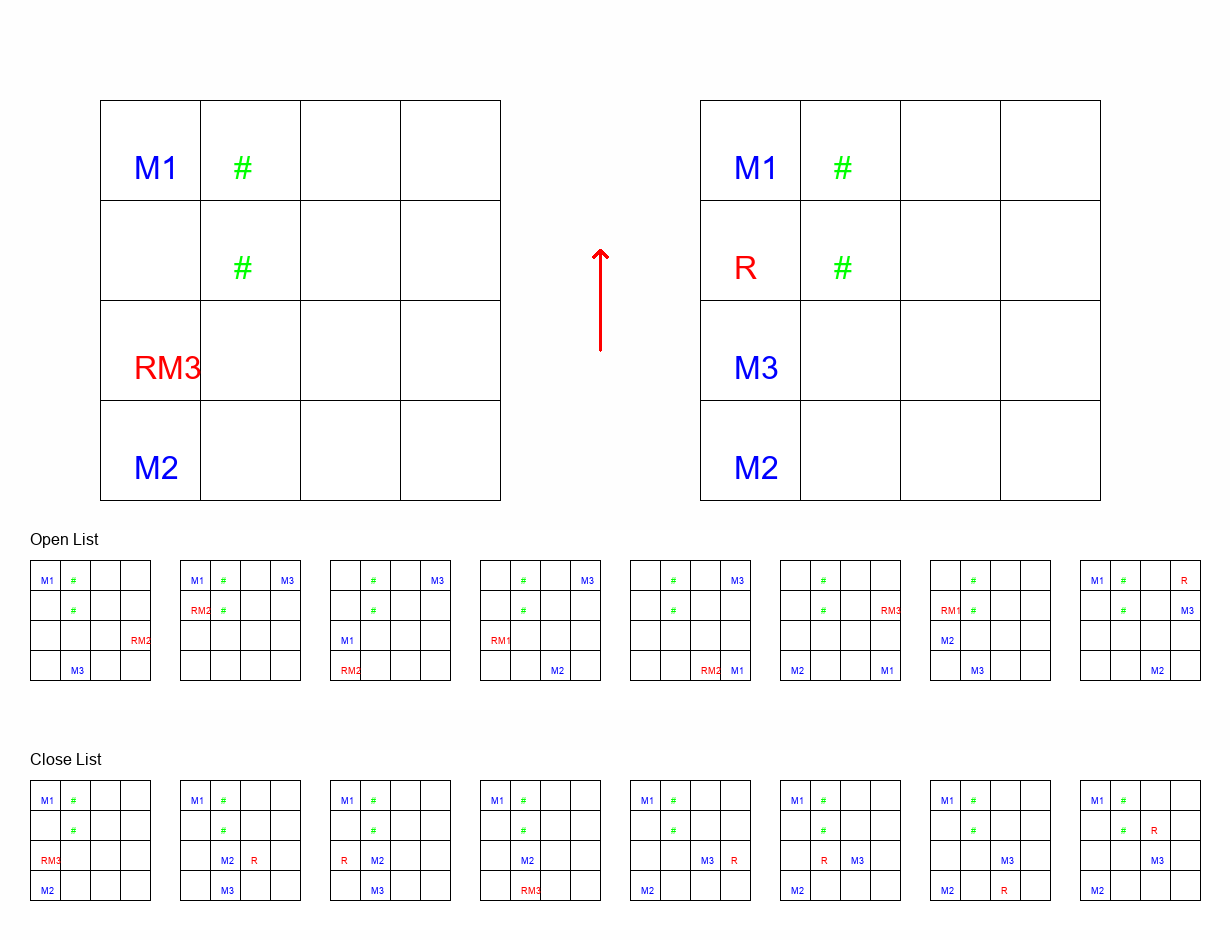 M1 # M1 #
# R #
RM3 M3
M2 M2
Open List
M1 # M1 # M3 # M3 # M3 # M3 # # M1 # R
# RM2 # # # # # RM3 RM1 # # M3
RM2 M1 RM1 M2
M3 RM2 M2 RM2 M1 M2 M1 M3 M2
Close List
M1 # M1 # M1 # M1 # M1 # M1 # M1 # M1 #
# # # # # # # # R
RM3 M2 R R M2 M2 M3 R R M3 M3 M3
M2 M3 M3 RM3 M2 M2 M2 R M2